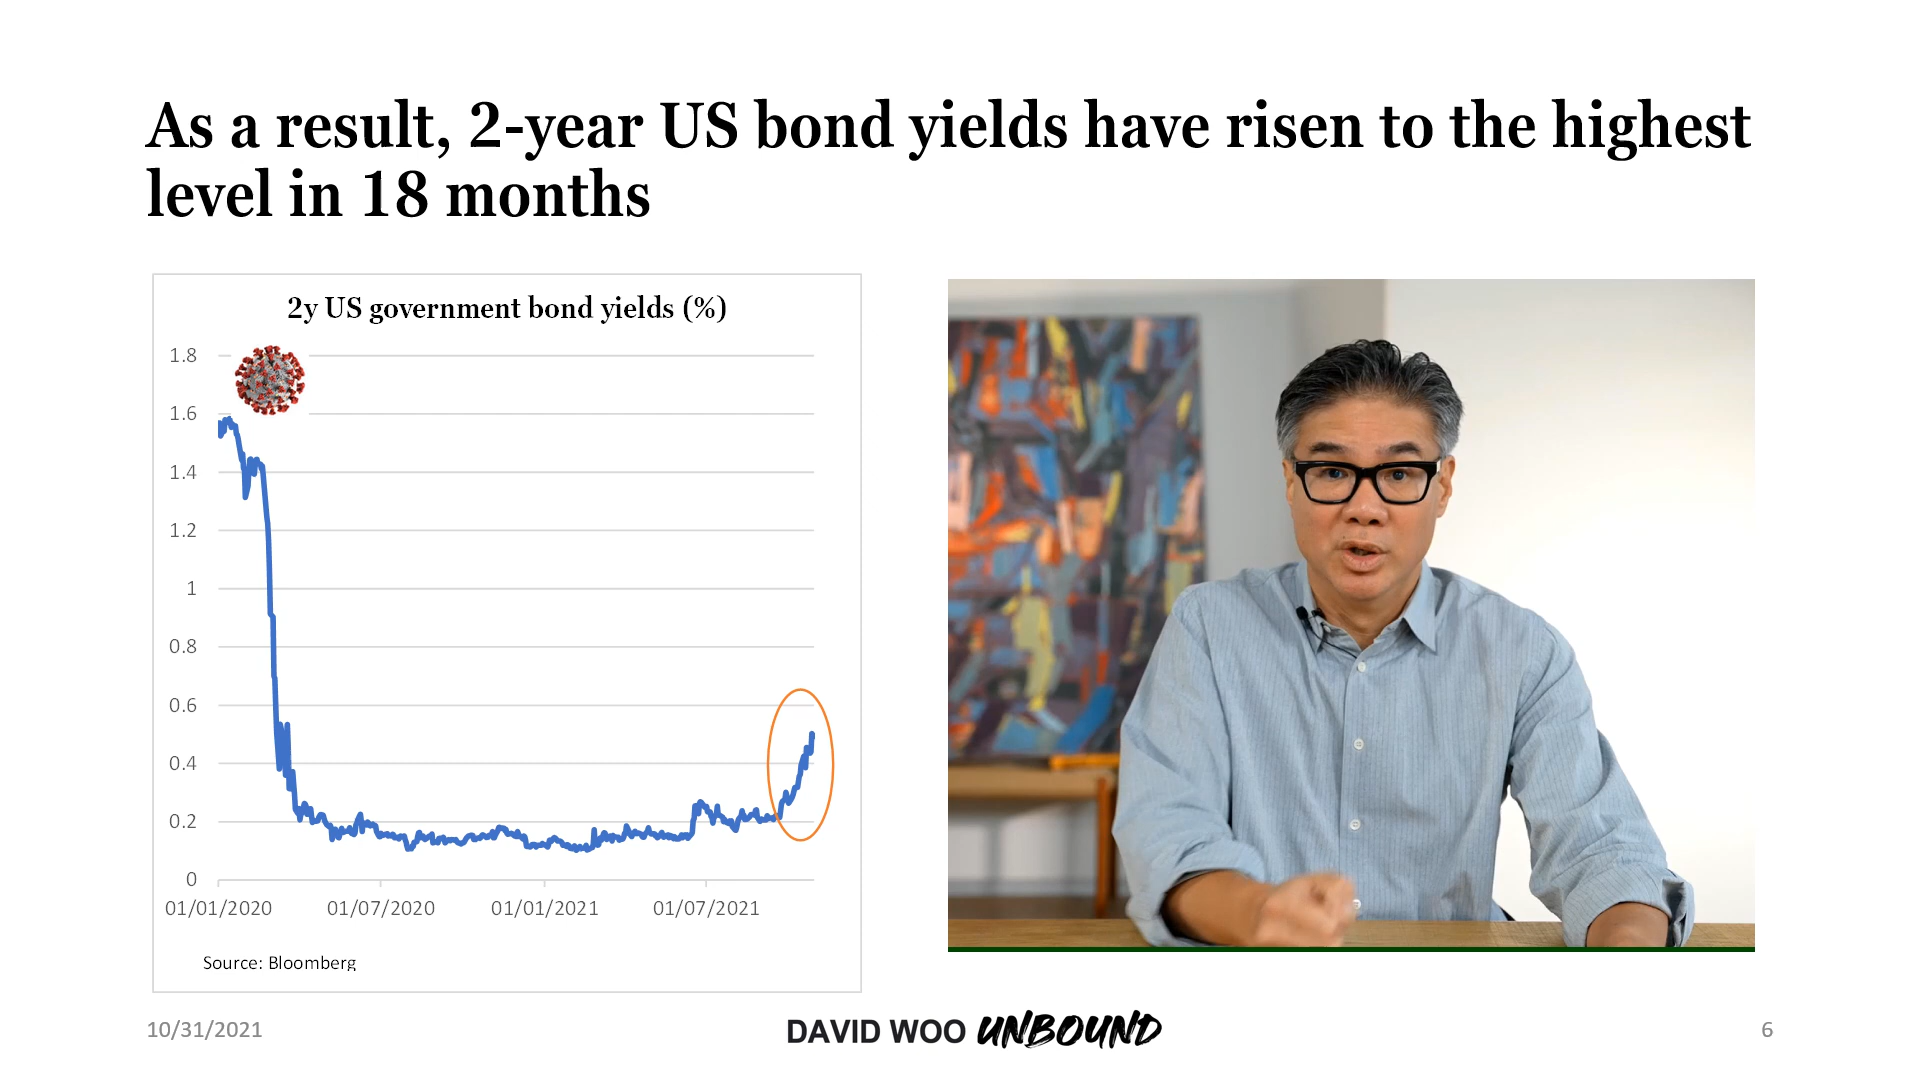 As a result, 2-year US bond yields have risen to the highest
level in 18 months
2y US government bond yields (%)
1.8
1.6
1.4
1.2
1
0.8
0.6
0.4
0.2
0
01/01/2020 01/07/2020 01/01/2021 01/07/2021
Source: Bloomberg
10/31/2021
DAVID WOO UNBOUND
6